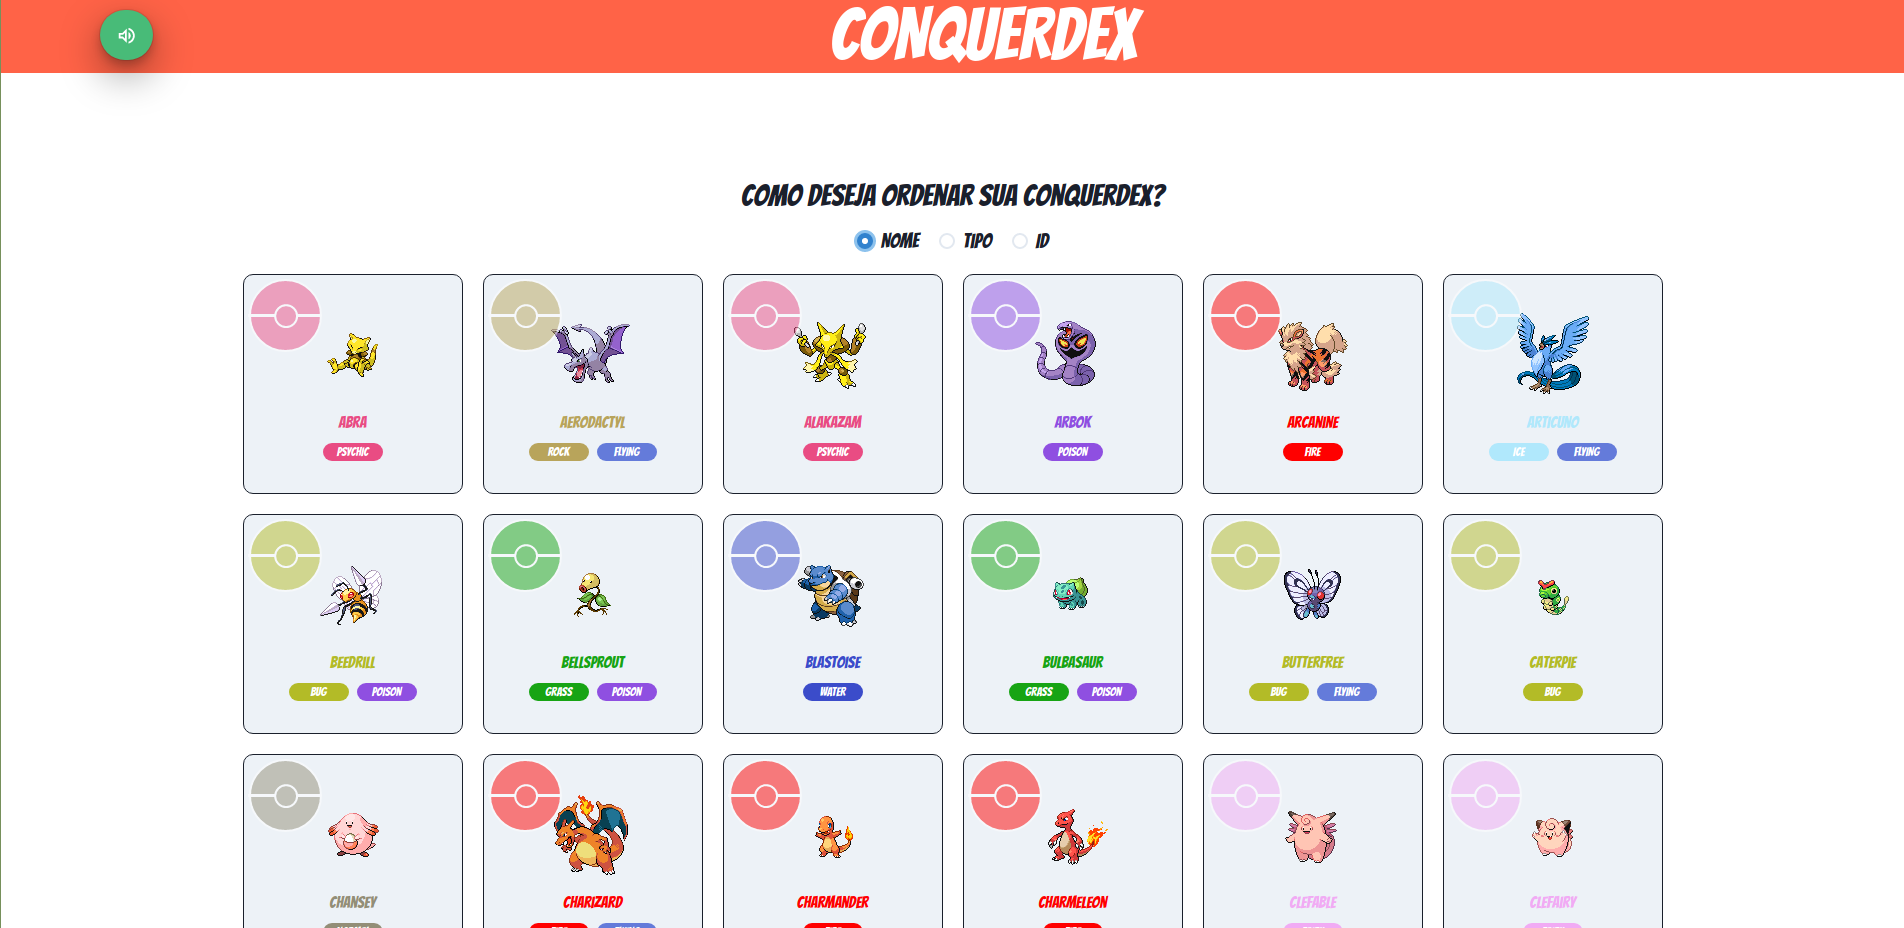 CONQUERDEX
COMO DESEJA ORDENAR SUA CONQUERDEX?
NOME TIPO ID
ABRA AERODACTYL ALAKAZAM ARBOK ARCANINE ARTICUNO
PSYCHIC ROCK FLYING PSYCHIC POISON FIRE ICE FLYING
BEEDRILL BELLSPROUT BLASTOISE BULBASAUR BUTTERFREE CATERPIE
BUG POISON GRASS POISON WATER GRASS POISON BUG FLYING BUG
CHANSEY CHARIZARD CHARMANDER CHARMELEON CLEFABLE CLEFAIRY